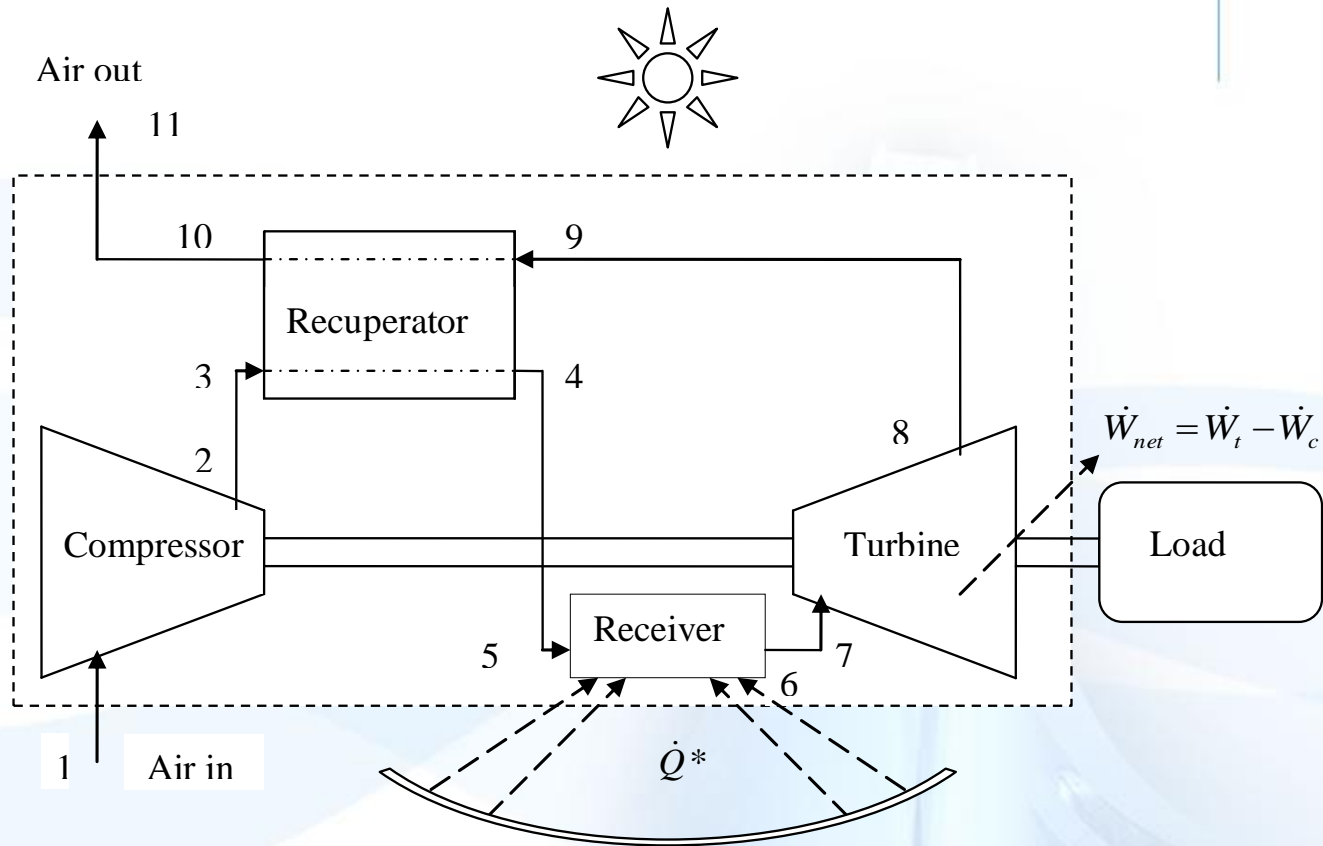 Air out
11
10
9
Recuperator
3
4
2
8
Ẇnet = Ẇt − Ẇc
Compressor
Turbine
Load
Receiver
5
7
6
1
Air in
Q̇*